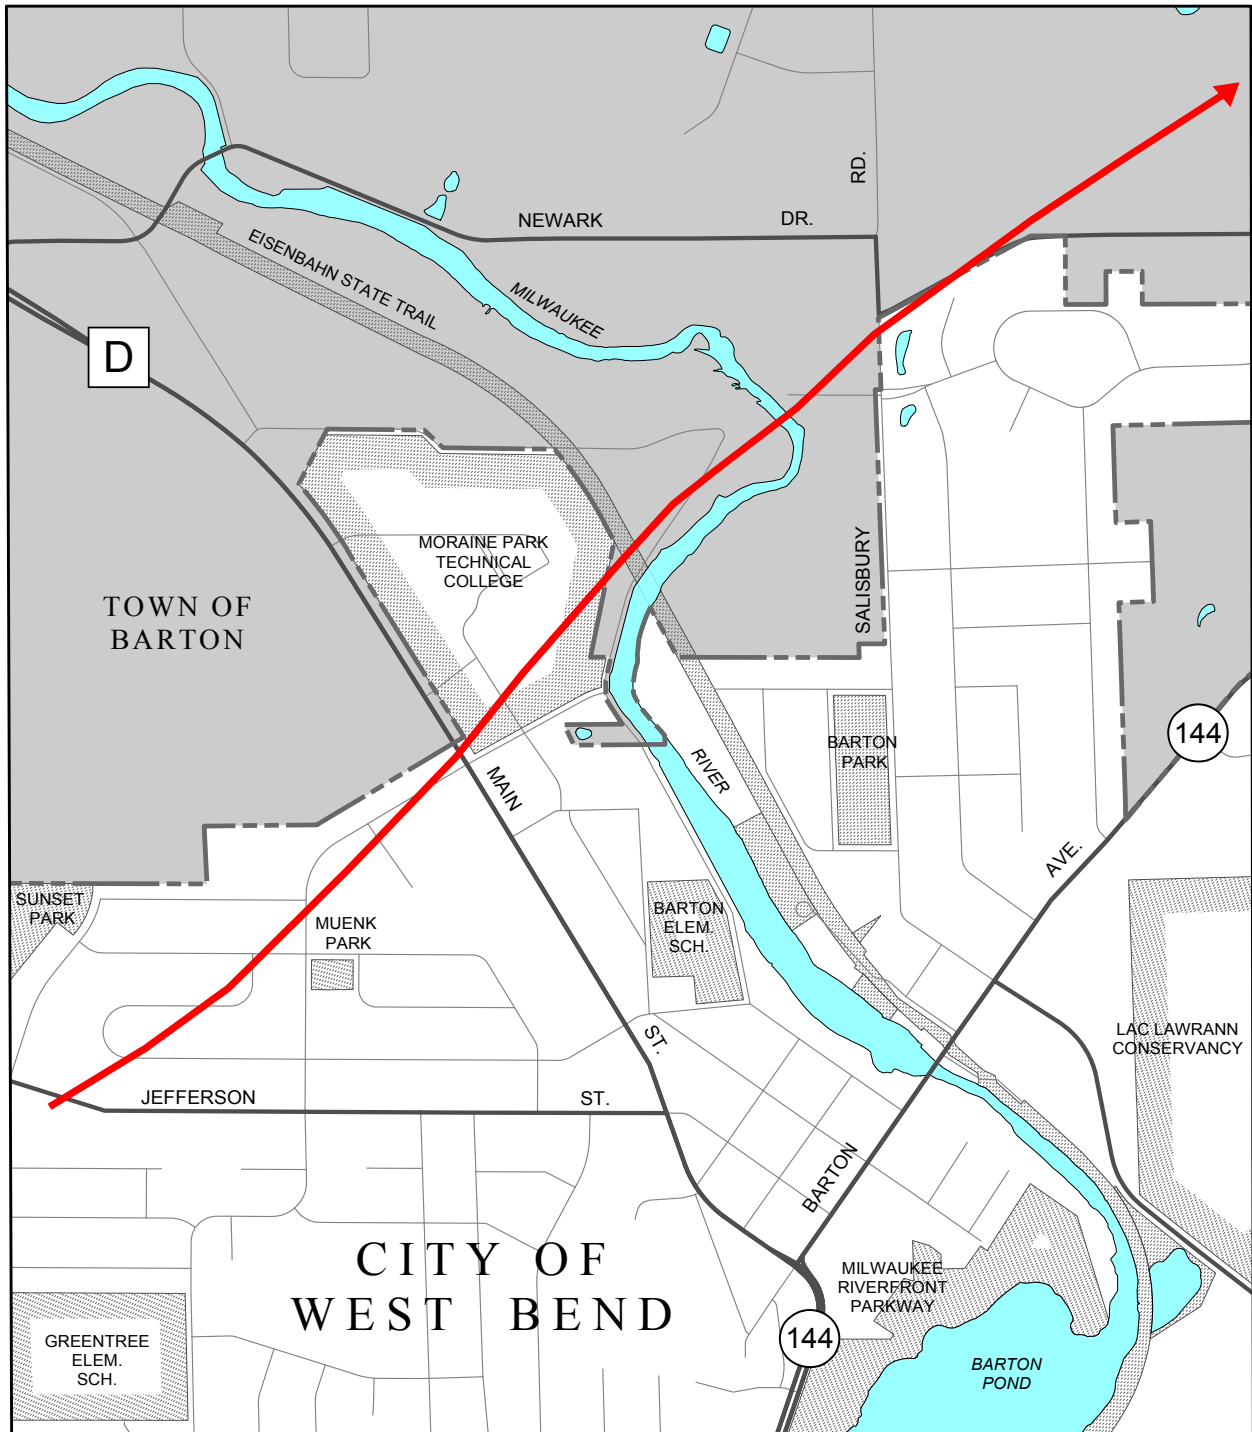 RD.
NEWARK DR.
EISENBAHN STATE TRAIL
MILWAUKEE
D
MORAINE PARK
TECHNICAL
COLLEGE
SALISBURY
TOWN OF
BARTON
144
BARTON
PARK
RIVER
MAIN
AVE.
SUNSET
PARK
MUENK
PARK
BARTON
ELEM.
SCH.
ST.
LAC LAWRANN
CONSERVANCY
JEFFERSON ST.
BARTON
CITY OF
WEST BEND
MILWAUKEE
RIVERFRONT
PARKWAY
144
GREENTREE
ELEM.
SCH.
BARTON
POND